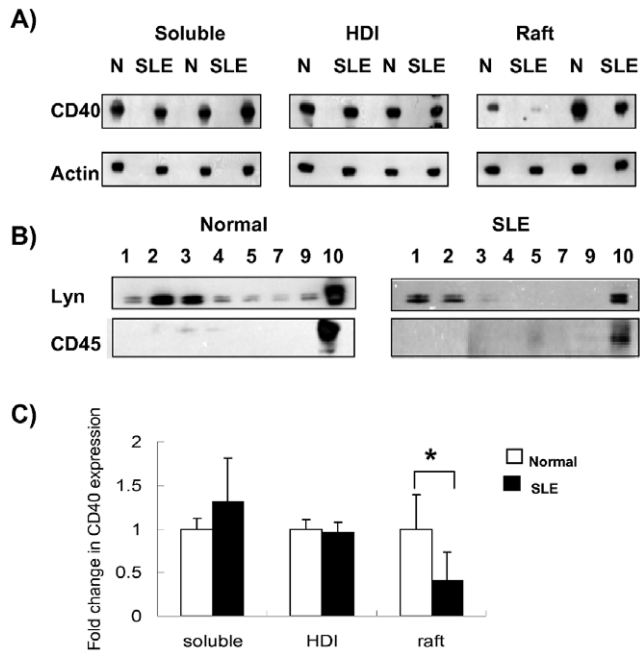 A)
Soluble HDI Raft
N SLE N SLE N SLE N SLE N SLE N SLE
CD40
Actin
B)
Normal SLE
1 2 3 4 5 7 9 10 1 2 3 4 5 7 9 10
Lyn
CD45
C)
Fold change in CD40 expression
2
1.5
1
0.5
0
*
Normal
SLE
soluble HDI raft